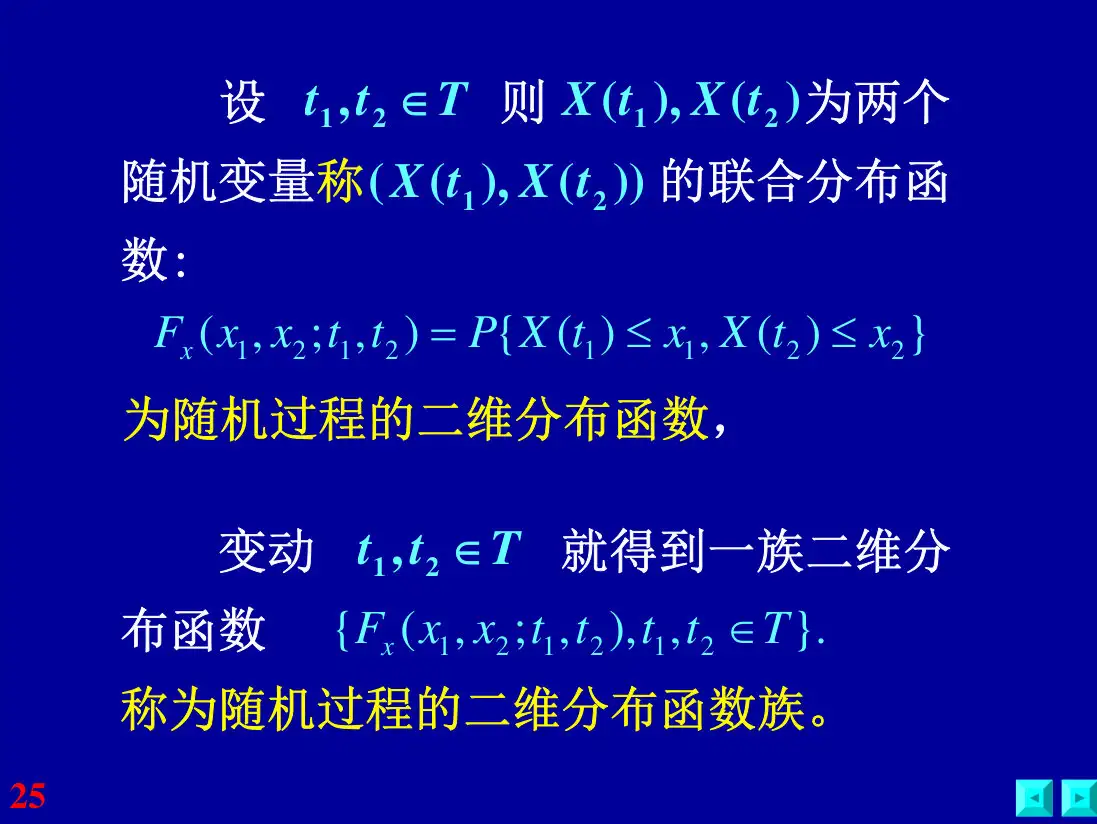 设 t₁,t₂∈T 则 X(t₁),X(t₂)为两个
随机变量称(X(t₁),X(t₂)) 的联合分布函
数:
Fₓ(x₁,x₂;t₁,t₂)=P{X(t₁)≤x₁,X(t₂)≤x₂}
为随机过程的二维分布函数,
变动 t₁,t₂∈T 就得到一族二维分
布函数 {Fₓ(x₁,x₂;t₁,t₂),t₁,t₂∈T}.
称为随机过程的二维分布函数族。
25